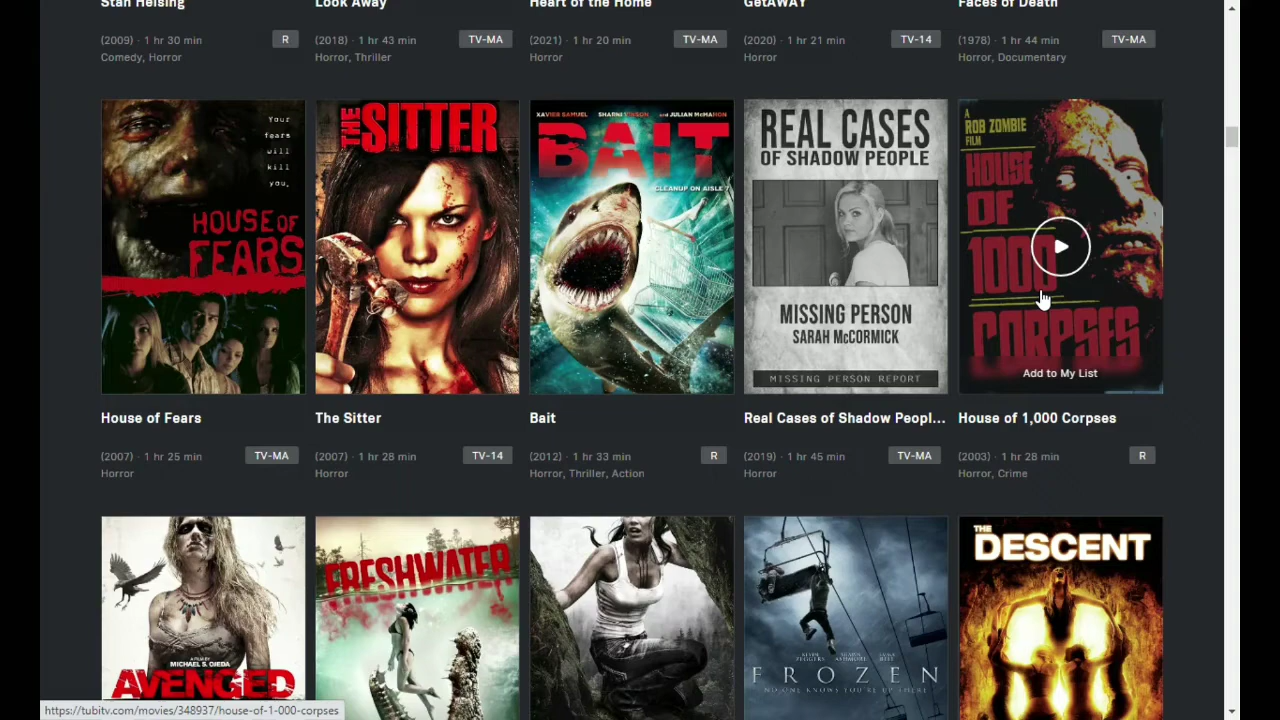 Stan Helsing
Look Away
Heart of the Home
GetAWAY
Faces of Death
(2009) · 1 hr 30 min
R
(2018) · 1 hr 43 min
TV-MA
(2021) · 1 hr 20 min
TV-MA
(2020) · 1 hr 21 min
TV-14
(1978) · 1 hr 44 min
TV-MA
Comedy, Horror
Horror, Thriller
Horror
Horror
Horror, Documentary
Your
fears
will
kill
you,
HOUSE OF
FEARS
THE
SITTER
XAVIER SAMUEL SHARNI VINSON and JULIAN McMAHON
BAIT
CLEANUP ON AISLE 7
REAL CASES
OF SHADOW PEOPLE
MISSING PERSON
SARAH McCORMICK
MISSING PERSON REPORT
A
ROB ZOMBIE
FILM
HOUSE
OF
1000
CORPSES
Add to My List
House of Fears
The Sitter
Bait
Real Cases of Shadow Peopl...
House of 1,000 Corpses
(2007) · 1 hr 25 min
TV-MA
(2007) · 1 hr 28 min
TV-14
(2012) · 1 hr 33 min
R
(2019) · 1 hr 45 min
TV-MA
(2003) · 1 hr 28 min
R
Horror
Horror
Horror, Thriller, Action
Horror
Horror, Crime
A FILM BY
MICHAEL S. OJEDA
AVENGED
FRESHWATER
KEVIN ZEGERS SHAWN ASHMORE EMMA BELL
FROZEN
NO ONE KNOWS YOU'RE UP THERE
THE
DESCENT
https://tubitv.com/movies/348937/house-of-1-000-corpses